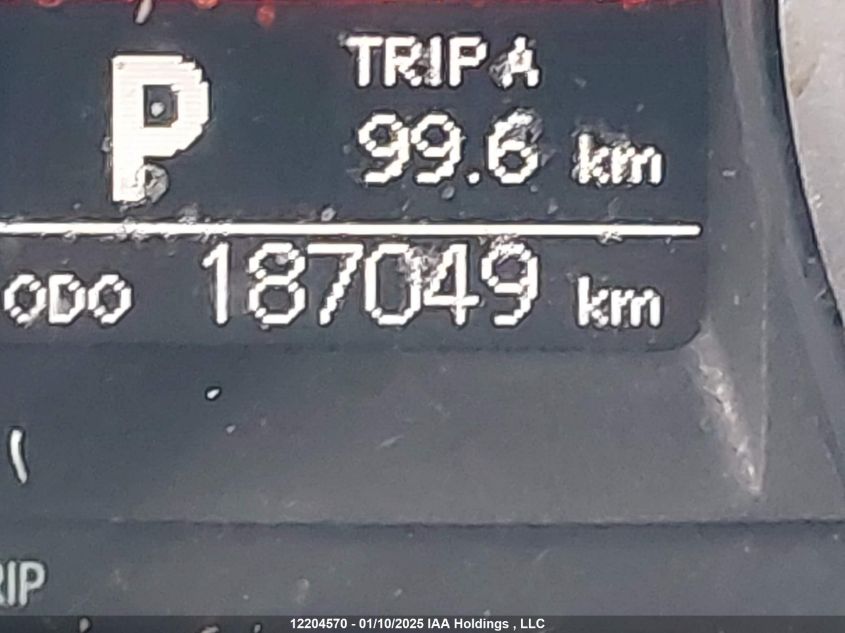 TRIP A
P 99.6 km
ODO 187049 km
RIP
12204570 - 01/10/2025 IAA Holdings , LLC